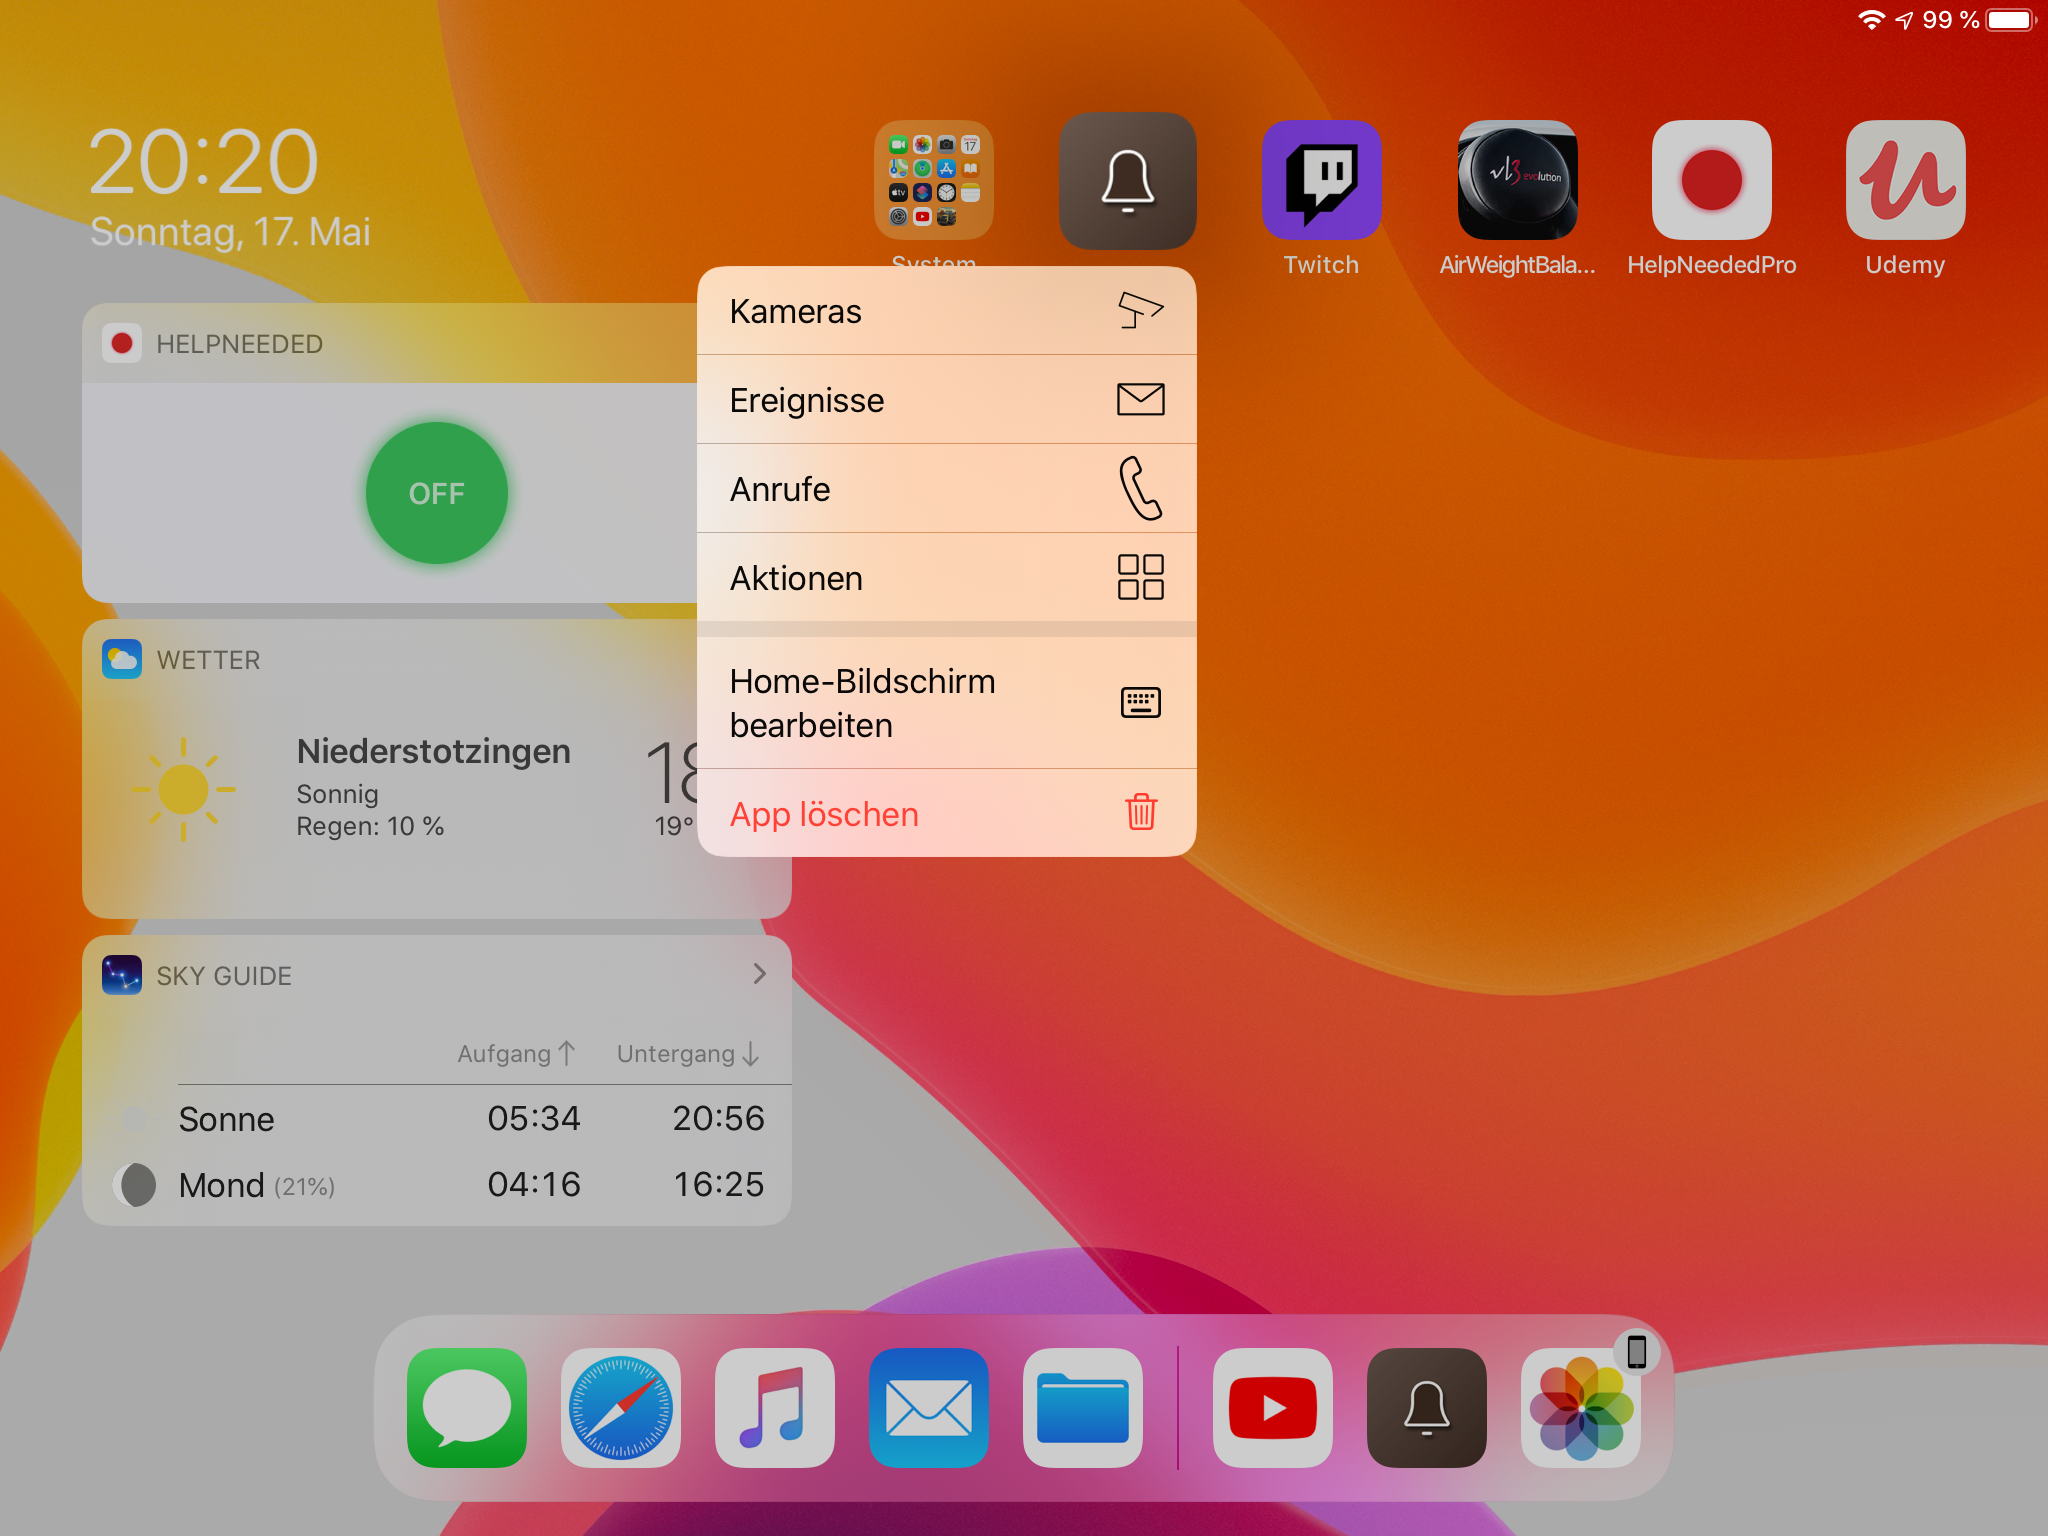 99 %
20:20
Sonntag, 17. Mai
System
Twitch
vl3 evolution
AirWeightBala...
HelpNeededPro
Udemy
HELPNEEDED
OFF
WETTER
Niederstotzingen
Sonnig
Regen: 10 %
19°
SKY GUIDE
Aufgang
Untergang
Sonne
05:34
20:56
Mond (21%)
04:16
16:25
Kameras
Ereignisse
Anrufe
Aktionen
Home-Bildschirm
bearbeiten
App löschen